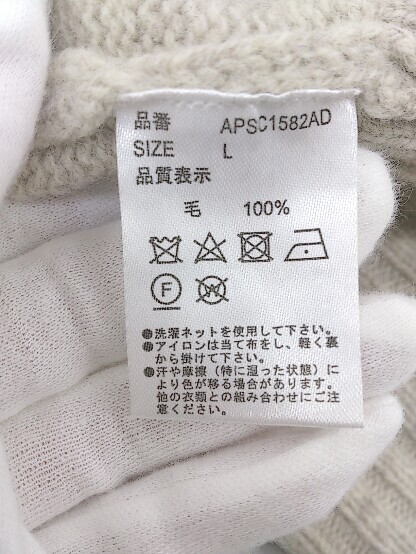 品番 APSC1582AD
SIZE L
品質表示
毛 100%
F W
●洗濯ネットを使用して下さい。
●アイロンは当て布をし、軽く裏
から掛けて下さい。
●汗や摩擦（特に湿った状態）に
より色が移る場合があります。
他の衣類との組み合わせにご注
意ください。